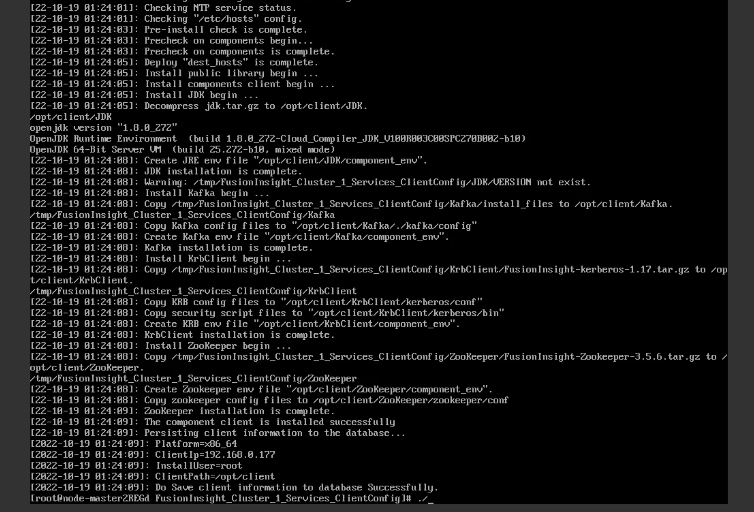 [22-10-19 01:24:01]: Checking NTP service status.
[22-10-19 01:24:01]: Checking "/etc/hosts" config.
[22-10-19 01:24:03]: Pre-install check is complete.
[22-10-19 01:24:03]: Precheck on components begin...
[22-10-19 01:24:03]: Precheck on components is complete.
[22-10-19 01:24:05]: Deploy "dest_hosts" is complete.
[22-10-19 01:24:05]: Install public library begin ...
[22-10-19 01:24:05]: Install components client begin ...
[22-10-19 01:24:05]: Install JDK begin ...
[22-10-19 01:24:05]: Decompress jdk.tar.gz to /opt/client/JDK.
/opt/client/JDK
openjdk version "1.8.0_272"
OpenJDK Runtime Environment (build 1.8.0_272-Cloud_Compiler_JDK_V100R003C00SPC270B002-b10)
OpenJDK 64-Bit Server VM (build 25.272-b10, mixed mode)
[22-10-19 01:24:08]: Create JRE env file "/opt/client/JDK/component_env".
[22-10-19 01:24:08]: JDK installation is complete.
[22-10-19 01:24:08]: Warning: /tmp/FusionInsight_Cluster_1_Services_ClientConfig/JDK/VERSION not exist.
[22-10-19 01:24:08]: Install Kafka begin ...
[22-10-19 01:24:08]: Copy /tmp/FusionInsight_Cluster_1_Services_ClientConfig/Kafka/install_files to /opt/client/Kafka.
/tmp/FusionInsight_Cluster_1_Services_ClientConfig/Kafka
[22-10-19 01:24:08]: Copy Kafka config files to "/opt/client/Kafka/./kafka/config"
[22-10-19 01:24:08]: Create Kafka env file "/opt/client/Kafka/component_env".
[22-10-19 01:24:08]: Kafka installation is complete.
[22-10-19 01:24:08]: Install KrbClient begin ...
[22-10-19 01:24:08]: Copy /tmp/FusionInsight_Cluster_1_Services_ClientConfig/KrbClient/FusionInsight-kerberos-1.17.tar.gz to /op
t/client/KrbClient.
/tmp/FusionInsight_Cluster_1_Services_ClientConfig/KrbClient
[22-10-19 01:24:08]: Copy KRB config files to "/opt/client/KrbClient/kerberos/conf"
[22-10-19 01:24:08]: Copy security script files to "/opt/client/KrbClient/kerberos/bin"
[22-10-19 01:24:08]: Create KRB env file "/opt/client/KrbClient/component_env".
[22-10-19 01:24:08]: KrbClient installation is complete.
[22-10-19 01:24:08]: Install ZooKeeper begin ...
[22-10-19 01:24:08]: Copy /tmp/FusionInsight_Cluster_1_Services_ClientConfig/ZooKeeper/FusionInsight-Zookeeper-3.5.6.tar.gz to /
opt/client/ZooKeeper.
/tmp/FusionInsight_Cluster_1_Services_ClientConfig/ZooKeeper
[22-10-19 01:24:08]: Create Zookeeper env file "/opt/client/ZooKeeper/component_env".
[22-10-19 01:24:08]: Copy zookeeper config files to /opt/client/ZooKeeper/zookeeper/conf
[22-10-19 01:24:09]: ZooKeeper installation is complete.
[22-10-19 01:24:09]: The component client is installed successfully
[22-10-19 01:24:09]: Persisting client information to the database...
[2022-10-19 01:24:09]: Platform=x86_64
[2022-10-19 01:24:09]: ClientIp=192.168.0.177
[2022-10-19 01:24:09]: InstallUser=root
[2022-10-19 01:24:09]: ClientPath=/opt/client
[2022-10-19 01:24:09]: Do Save client information to database Successfully.
[root@node-master2REGd FusionInsight_Cluster_1_Services_ClientConfig]# ./_